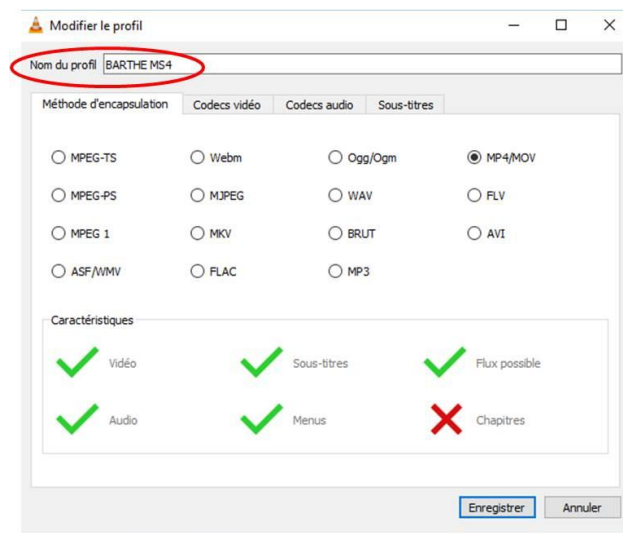 Modifier le profil
Nom du profil BARTHE MS4
Méthode d'encapsulation Codecs vidéo Codecs audio Sous-titres
MPEG-TS Webm Ogg/Ogm MP4/MOV
MPEG-PS MJPEG WAV FLV
MPEG 1 MKV BRUT AVI
ASF/WMV FLAC MP3
Caractéristiques
Vidéo Sous-titres Flux possible
Audio Menus Chapitres
Enregistrer Annuler